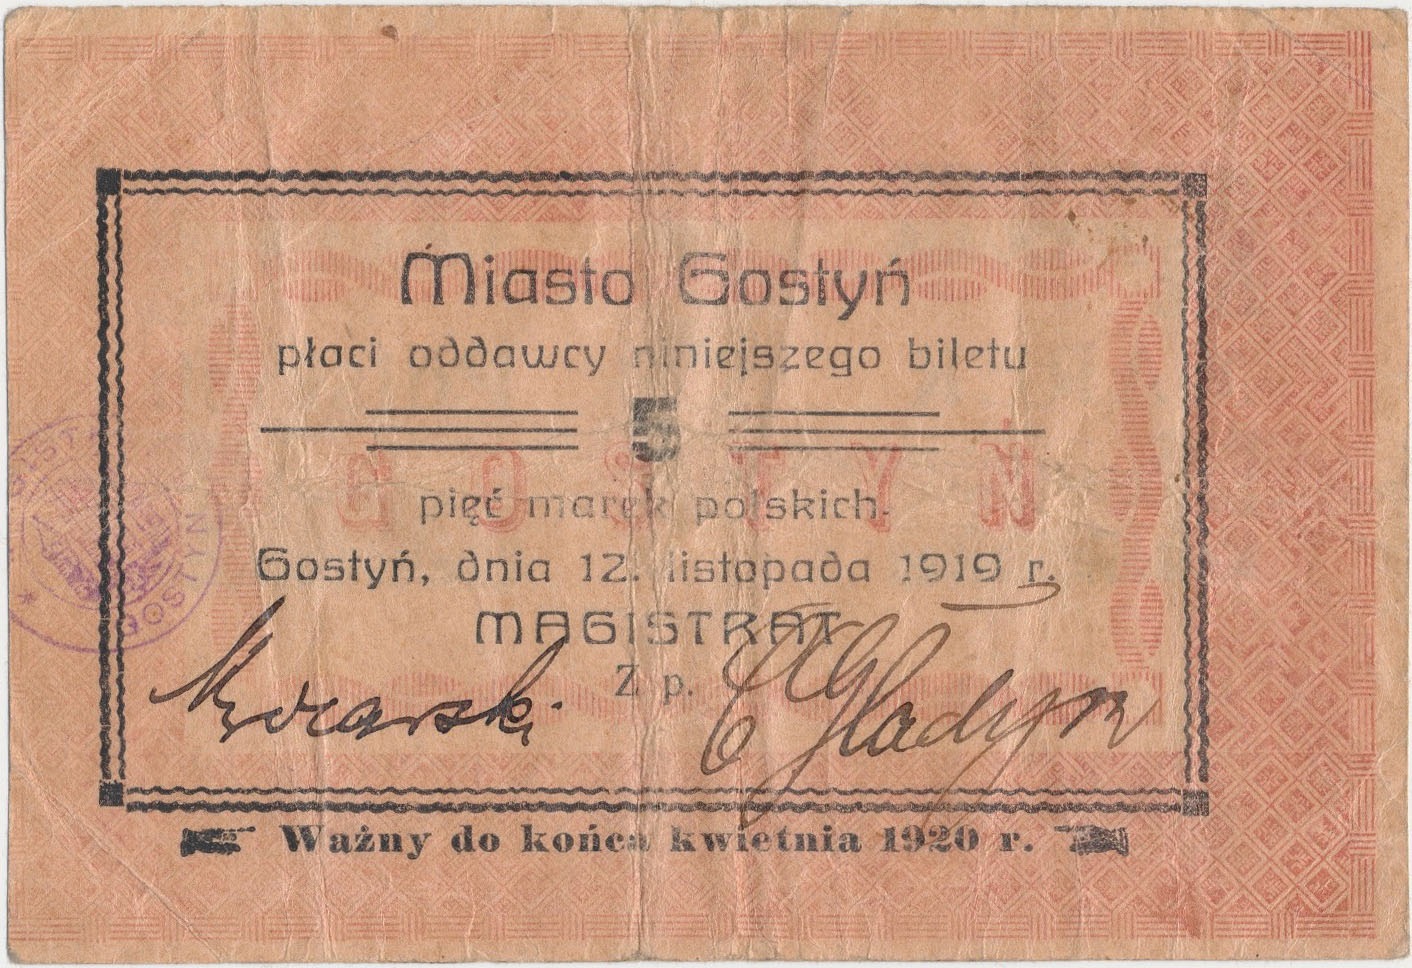 Miasto Gostyń
płaci oddawcy niniejszego biletu
5
GOSTYŃ
pięć marek polskich.
Gostyń, dnia 12. listopada 1919 r.
MAGISTRAT
Z p.
Ważny do końca kwietnia 1920 r.
* GOSTYN